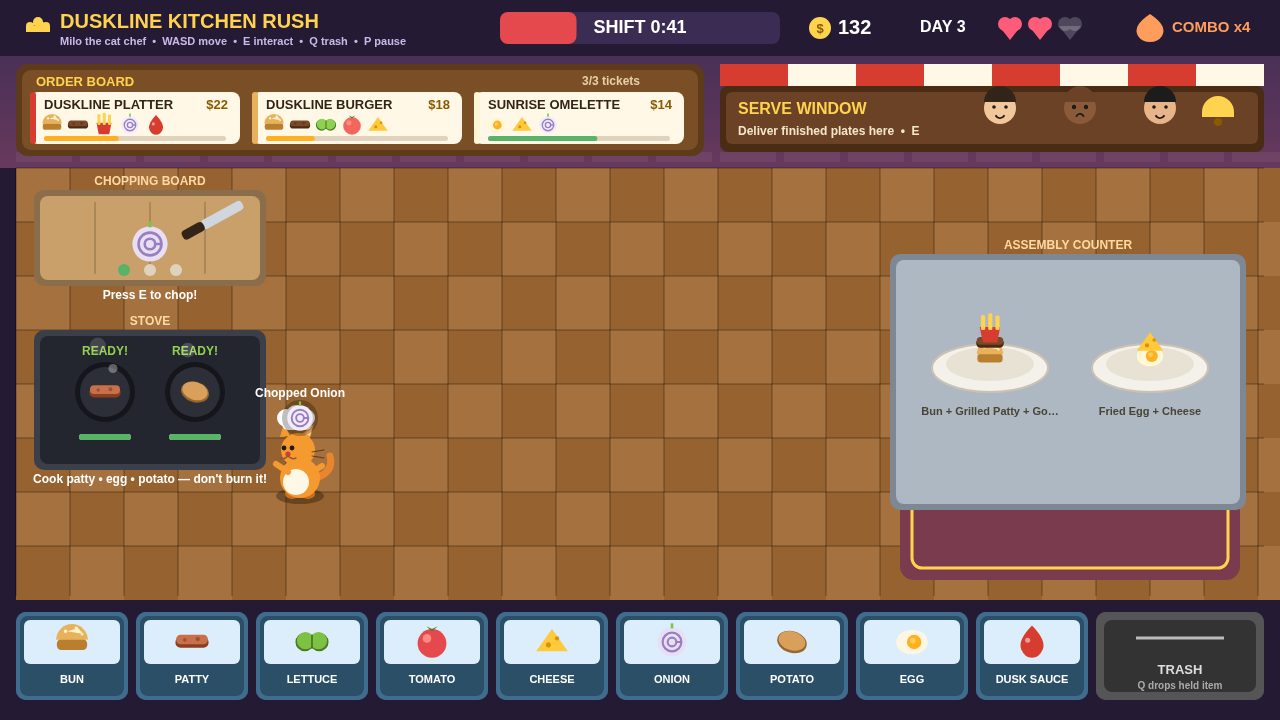 DUSKLINE KITCHEN RUSH
Milo the cat chef • WASD move • E interact • Q trash • P pause
SHIFT 0:41
$ 132
DAY 3
COMBO x4
ORDER BOARD
3/3 tickets
DUSKLINE PLATTER $22
DUSKLINE BURGER $18
SUNRISE OMELETTE $14
SERVE WINDOW
Deliver finished plates here • E
CHOPPING BOARD
Press E to chop!
STOVE
READY! READY!
Cook patty • egg • potato — don't burn it!
Chopped Onion
ASSEMBLY COUNTER
Bun + Grilled Patty + Go…
Fried Egg + Cheese
BUN
PATTY
LETTUCE
TOMATO
CHEESE
ONION
POTATO
EGG
DUSK SAUCE
TRASH
Q drops held item